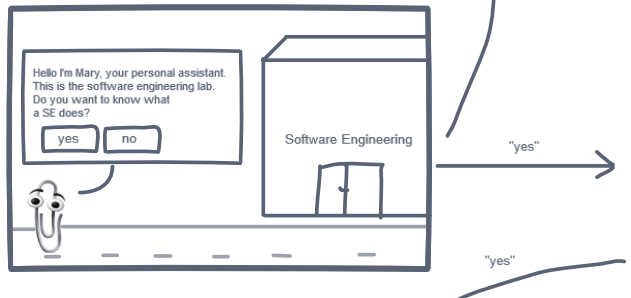 Hello I'm Mary, your personal assistant.
This is the software engineering lab.
Do you want to know what
a SE does?
yes no
Software Engineering
"yes"
"yes"